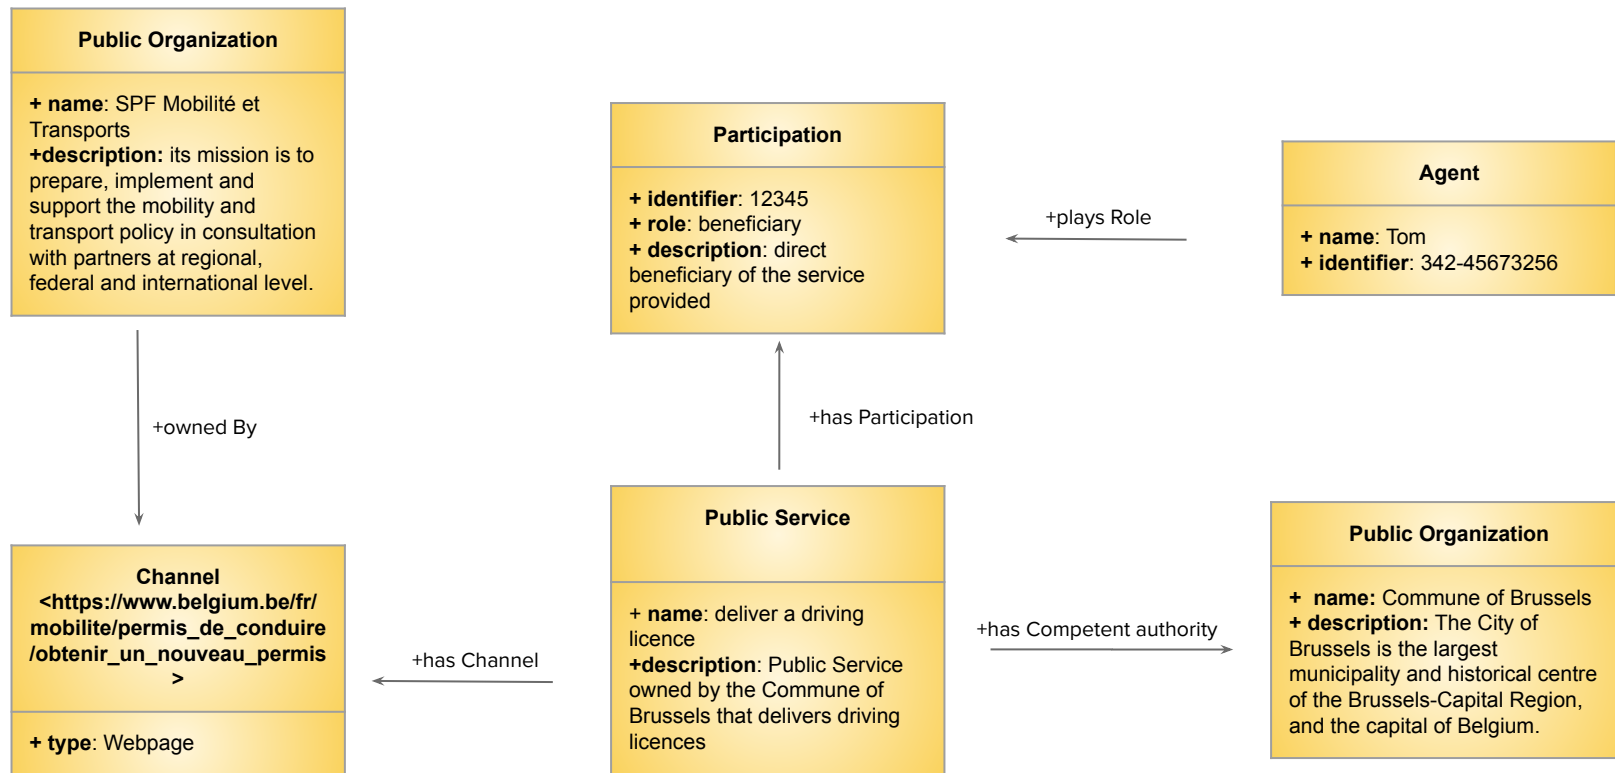 Public Organization
+ name: SPF Mobilité et
Transports
+description: its mission is to
prepare, implement and
support the mobility and
transport policy in consultation
with partners at regional,
federal and international level.
Participation
+ identifier: 12345
+ role: beneficiary
+ description: direct
beneficiary of the service
provided
+plays Role
Agent
+ name: Tom
+ identifier: 342-45673256
+owned By
+has Participation
Channel
<https://www.belgium.be/fr/
mobilite/permis_de_conduire
/obtenir_un_nouveau_permis
>
+ type: Webpage
+has Channel
Public Service
+ name: deliver a driving
licence
+description: Public Service
owned by the Commune of
Brussels that delivers driving
licences
+has Competent authority
Public Organization
+ name: Commune of Brussels
+ description: The City of
Brussels is the largest
municipality and historical centre
of the Brussels-Capital Region,
and the capital of Belgium.